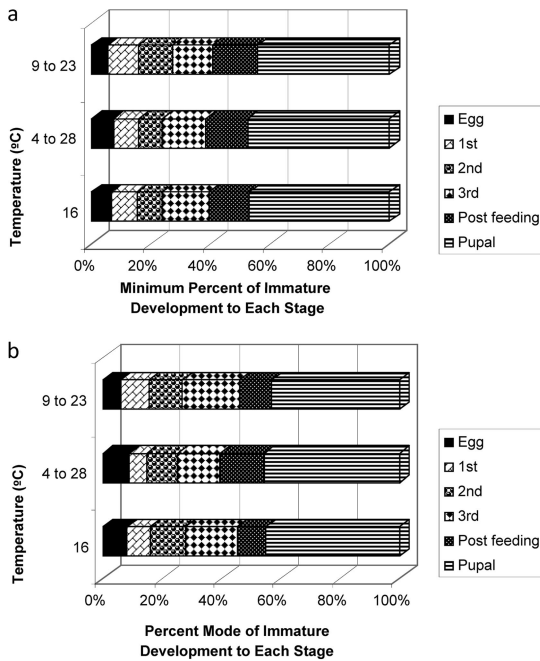 a
Temperature (ºC)
9 to 23
4 to 28
16
0% 20% 40% 60% 80% 100%
Minimum Percent of Immature
Development to Each Stage
Egg
1st
2nd
3rd
Post feeding
Pupal
b
Temperature (ºC)
9 to 23
4 to 28
16
0% 20% 40% 60% 80% 100%
Percent Mode of Immature
Development to Each Stage
Egg
1st
2nd
3rd
Post feeding
Pupal